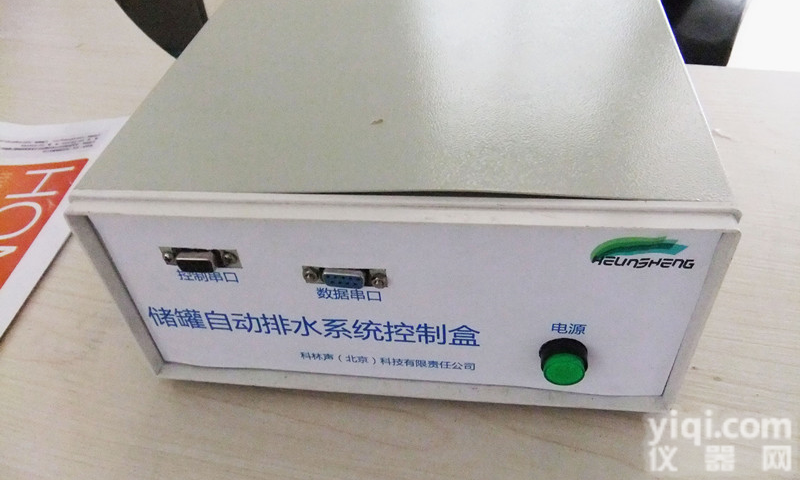 HO
KELINSHENG
控制串口
数据串口
储罐自动排水系统控制盒
电源
科林声（北京）科技有限责任公司
yiqi.com
仪器网